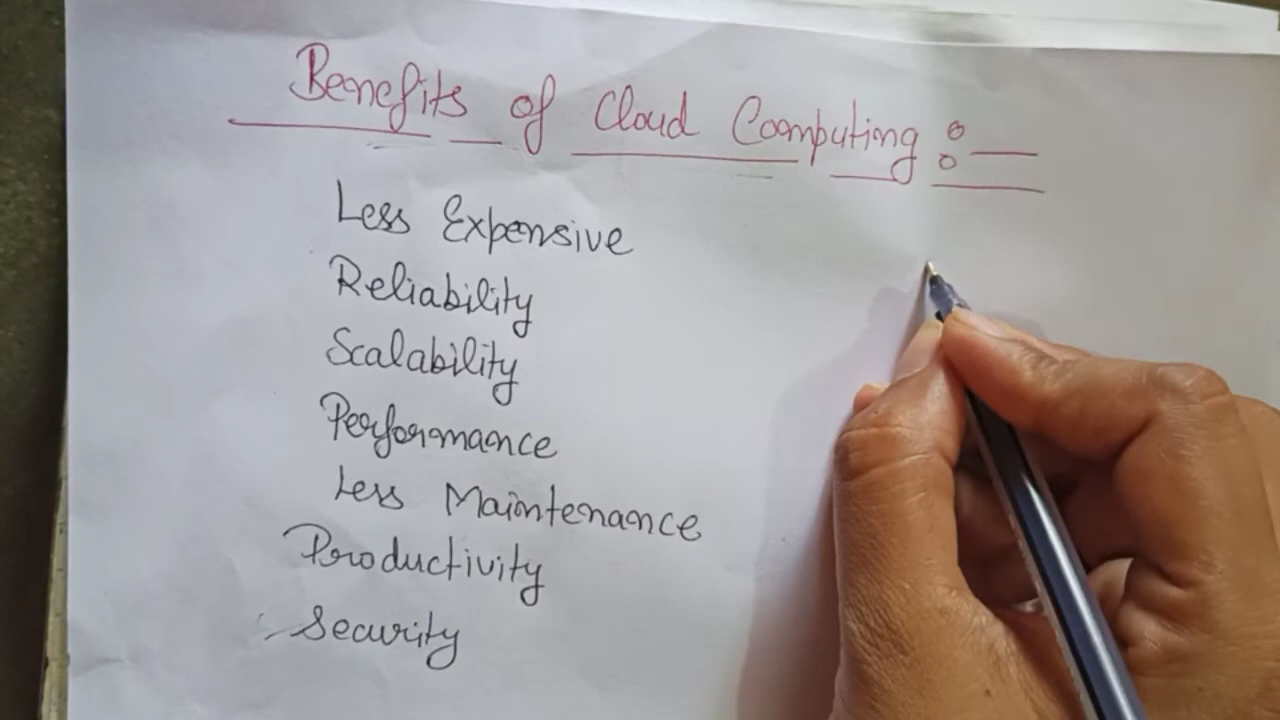 Benefits of Cloud Computing :-
Less Expensive
Reliability
Scalability
Performance
Less Maintenance
Productivity
Security